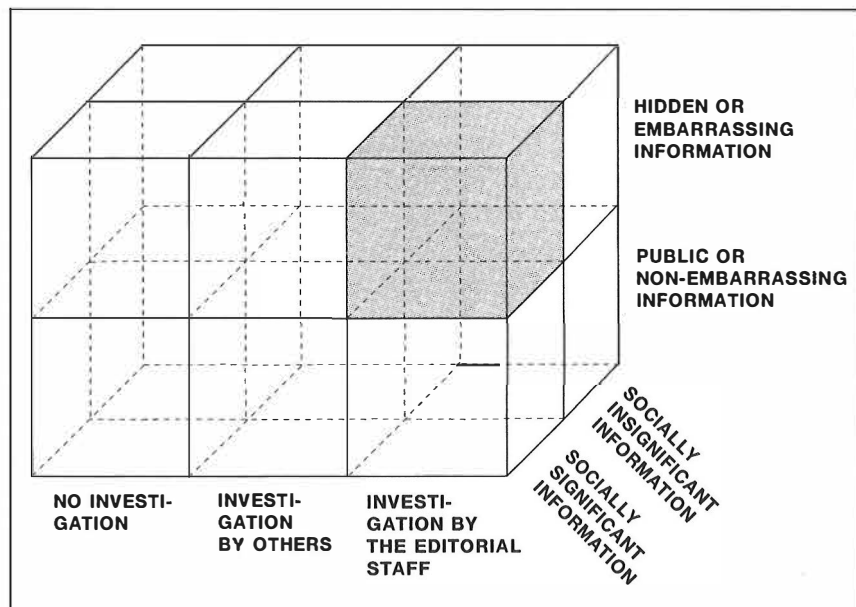 HIDDEN OR
EMBARRASSING
INFORMATION
PUBLIC OR
NON-EMBARRASSING
INFORMATION
SOCIALLY
INSIGNIFICANT
INFORMATION
SOCIALLY
SIGNIFICANT
INFORMATION
NO INVESTI-
GATION
INVESTI-
GATION
BY OTHERS
INVESTI-
GATION BY
THE EDITORIAL
STAFF